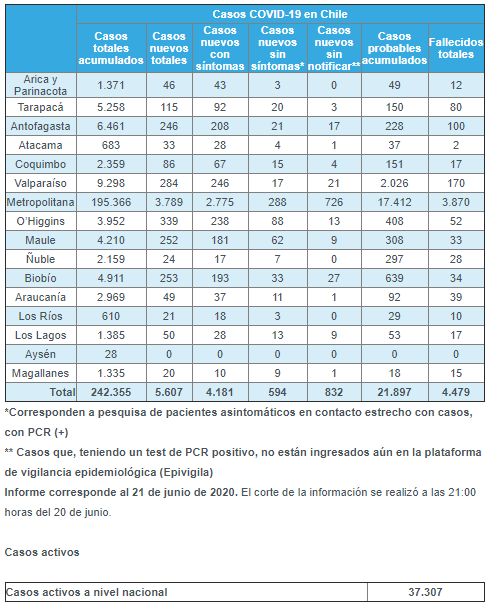 Casos COVID-19 en Chile
Casos totales acumulados Casos nuevos totales Casos nuevos con síntomas Casos nuevos sin síntomas* Casos nuevos sin notificar** Casos probables acumulados Fallecidos totales
Arica y Parinacota 1.371 46 43 3 0 49 12
Tarapacá 5.258 115 92 20 3 150 80
Antofagasta 6.461 246 208 21 17 228 100
Atacama 683 33 28 4 1 37 2
Coquimbo 2.359 86 67 15 4 151 17
Valparaíso 9.298 284 246 17 21 2.026 170
Metropolitana 195.366 3.789 2.775 288 726 17.412 3.870
O'Higgins 3.952 339 238 88 13 408 52
Maule 4.210 252 181 62 9 308 33
Ñuble 2.159 24 17 7 0 297 28
Biobío 4.911 253 193 33 27 639 34
Araucanía 2.969 49 37 11 1 92 39
Los Ríos 610 21 18 3 0 29 10
Los Lagos 1.385 50 28 13 9 53 17
Aysén 28 0 0 0 0 0 0
Magallanes 1.335 20 10 9 1 18 15
Total 242.355 5.607 4.181 594 832 21.897 4.479
*Corresponden a pesquisa de pacientes asintomáticos en contacto estrecho con casos,
con PCR (+)
** Casos que, teniendo un test de PCR positivo, no están ingresados aún en la plataforma
de vigilancia epidemiológica (Epivigila)
Informe corresponde al 21 de junio de 2020. El corte de la información se realizó a las 21:00
horas del 20 de junio.
Casos activos
Casos activos a nivel nacional 37.307